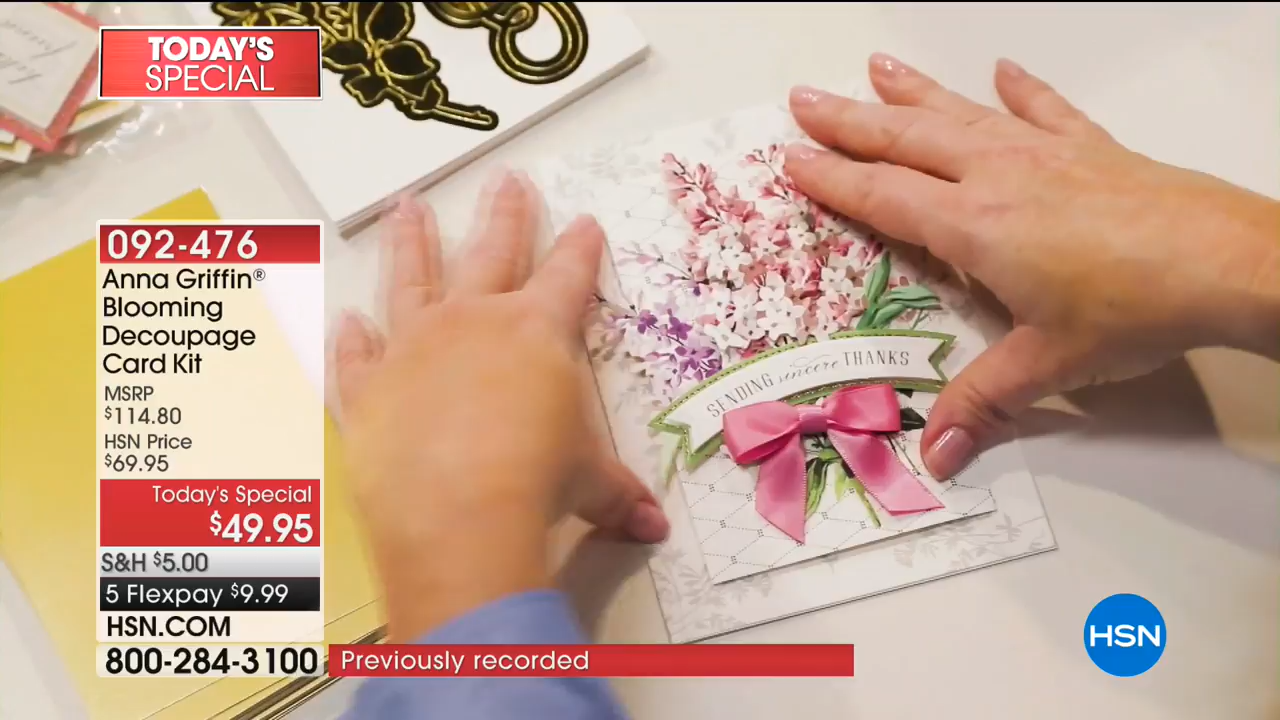 TODAY'S
SPECIAL
092-476
Anna Griffin®
Blooming
Decoupage
Card Kit
MSRP
$114.80
HSN Price
$69.95
Today's Special
$49.95
S&H $5.00
5 Flexpay $9.99
HSN.COM
800-284-3100
Previously recorded
SENDING sincere THANKS
HSN